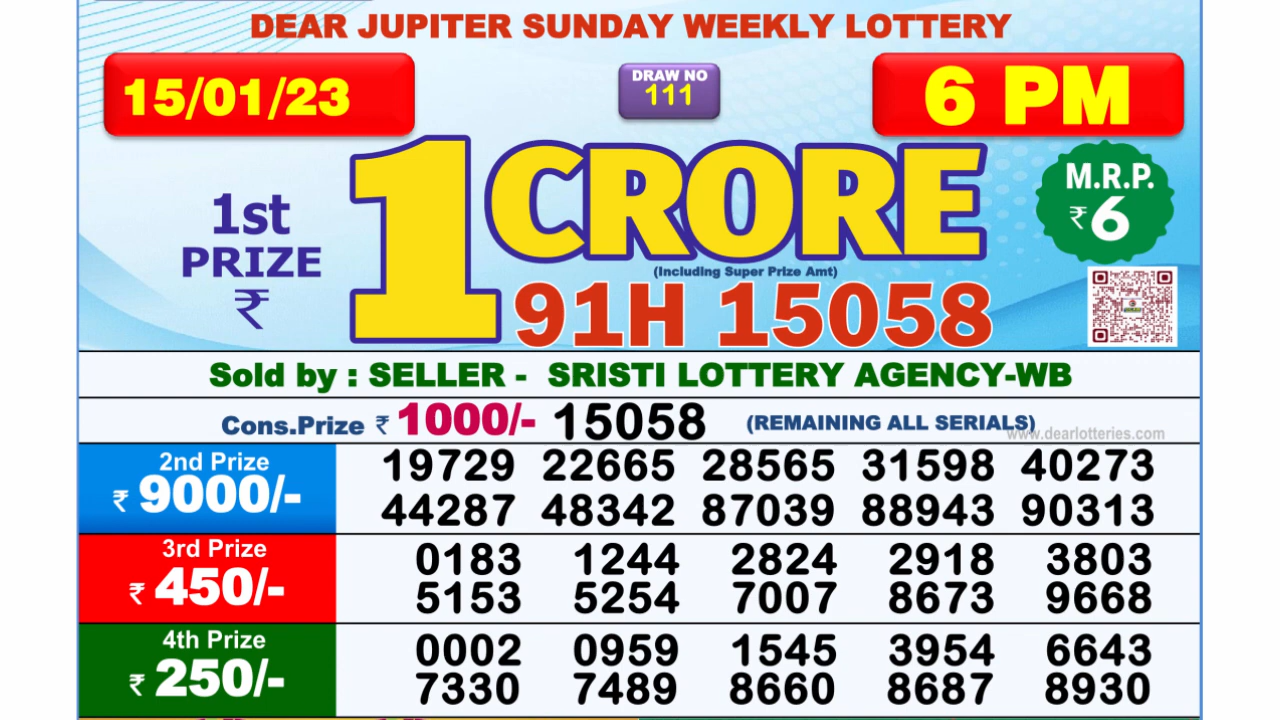 DEAR JUPITER SUNDAY WEEKLY LOTTERY
15/01/23
DRAW NO
111
6 PM
1st
PRIZE
₹
1 CRORE
(Including Super Prize Amt)
91H 15058
M.R.P.
₹ 6
Sold by : SELLER - SRISTI LOTTERY AGENCY-WB
Cons.Prize ₹ 1000/- 15058 (REMAINING ALL SERIALS)
www.dearlotteries.com
2nd Prize
₹ 9000/-
19729 22665 28565 31598 40273
44287 48342 87039 88943 90313
3rd Prize
₹ 450/-
0183 1244 2824 2918 3803
5153 5254 7007 8673 9668
4th Prize
₹ 250/-
0002 0959 1545 3954 6643
7330 7489 8660 8687 8930